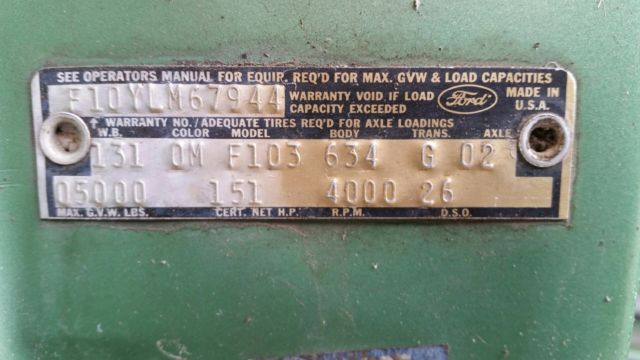 SEE OPERATORS MANUAL FOR EQUIP. REQ'D FOR MAX. GVW & LOAD CAPACITIES
F10YLM67944 WARRANTY VOID IF LOAD CAPACITY EXCEEDED Ford MADE IN U.S.A.
↑ WARRANTY NO./ADEQUATE TIRES REQ'D FOR AXLE LOADINGS
W.B. COLOR MODEL BODY TRANS. AXLE
131 0M F103 634 G 02
05000 151 4000 26
MAX. G.V.W. LBS. CERT. NET H.P. R.P.M. D.S.O.